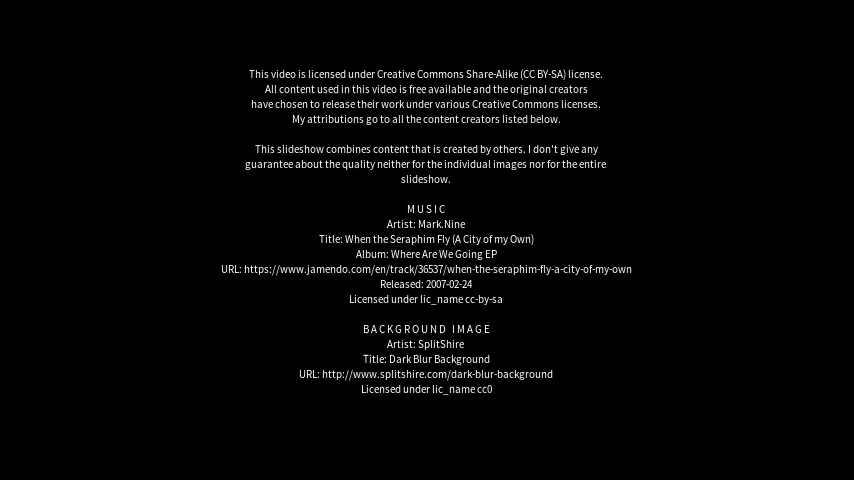 This video is licensed under Creative Commons Share-Alike (CC BY-SA) license.
All content used in this video is free available and the original creators
have chosen to release their work under various Creative Commons licenses.
My attributions go to all the content creators listed below.
This slideshow combines content that is created by others. I don't give any
guarantee about the quality neither for the individual images nor for the entire
slideshow.
MUSIC
Artist: Mark.Nine
Title: When the Seraphim Fly (A City of my Own)
Album: Where Are We Going EP
URL: https://www.jamendo.com/en/track/36537/when-the-seraphim-fly-a-city-of-my-own
Released: 2007-02-24
Licensed under lic_name cc-by-sa
BACKGROUND IMAGE
Artist: SplitShire
Title: Dark Blur Background
URL: http://www.splitshire.com/dark-blur-background
Licensed under lic_name cc0